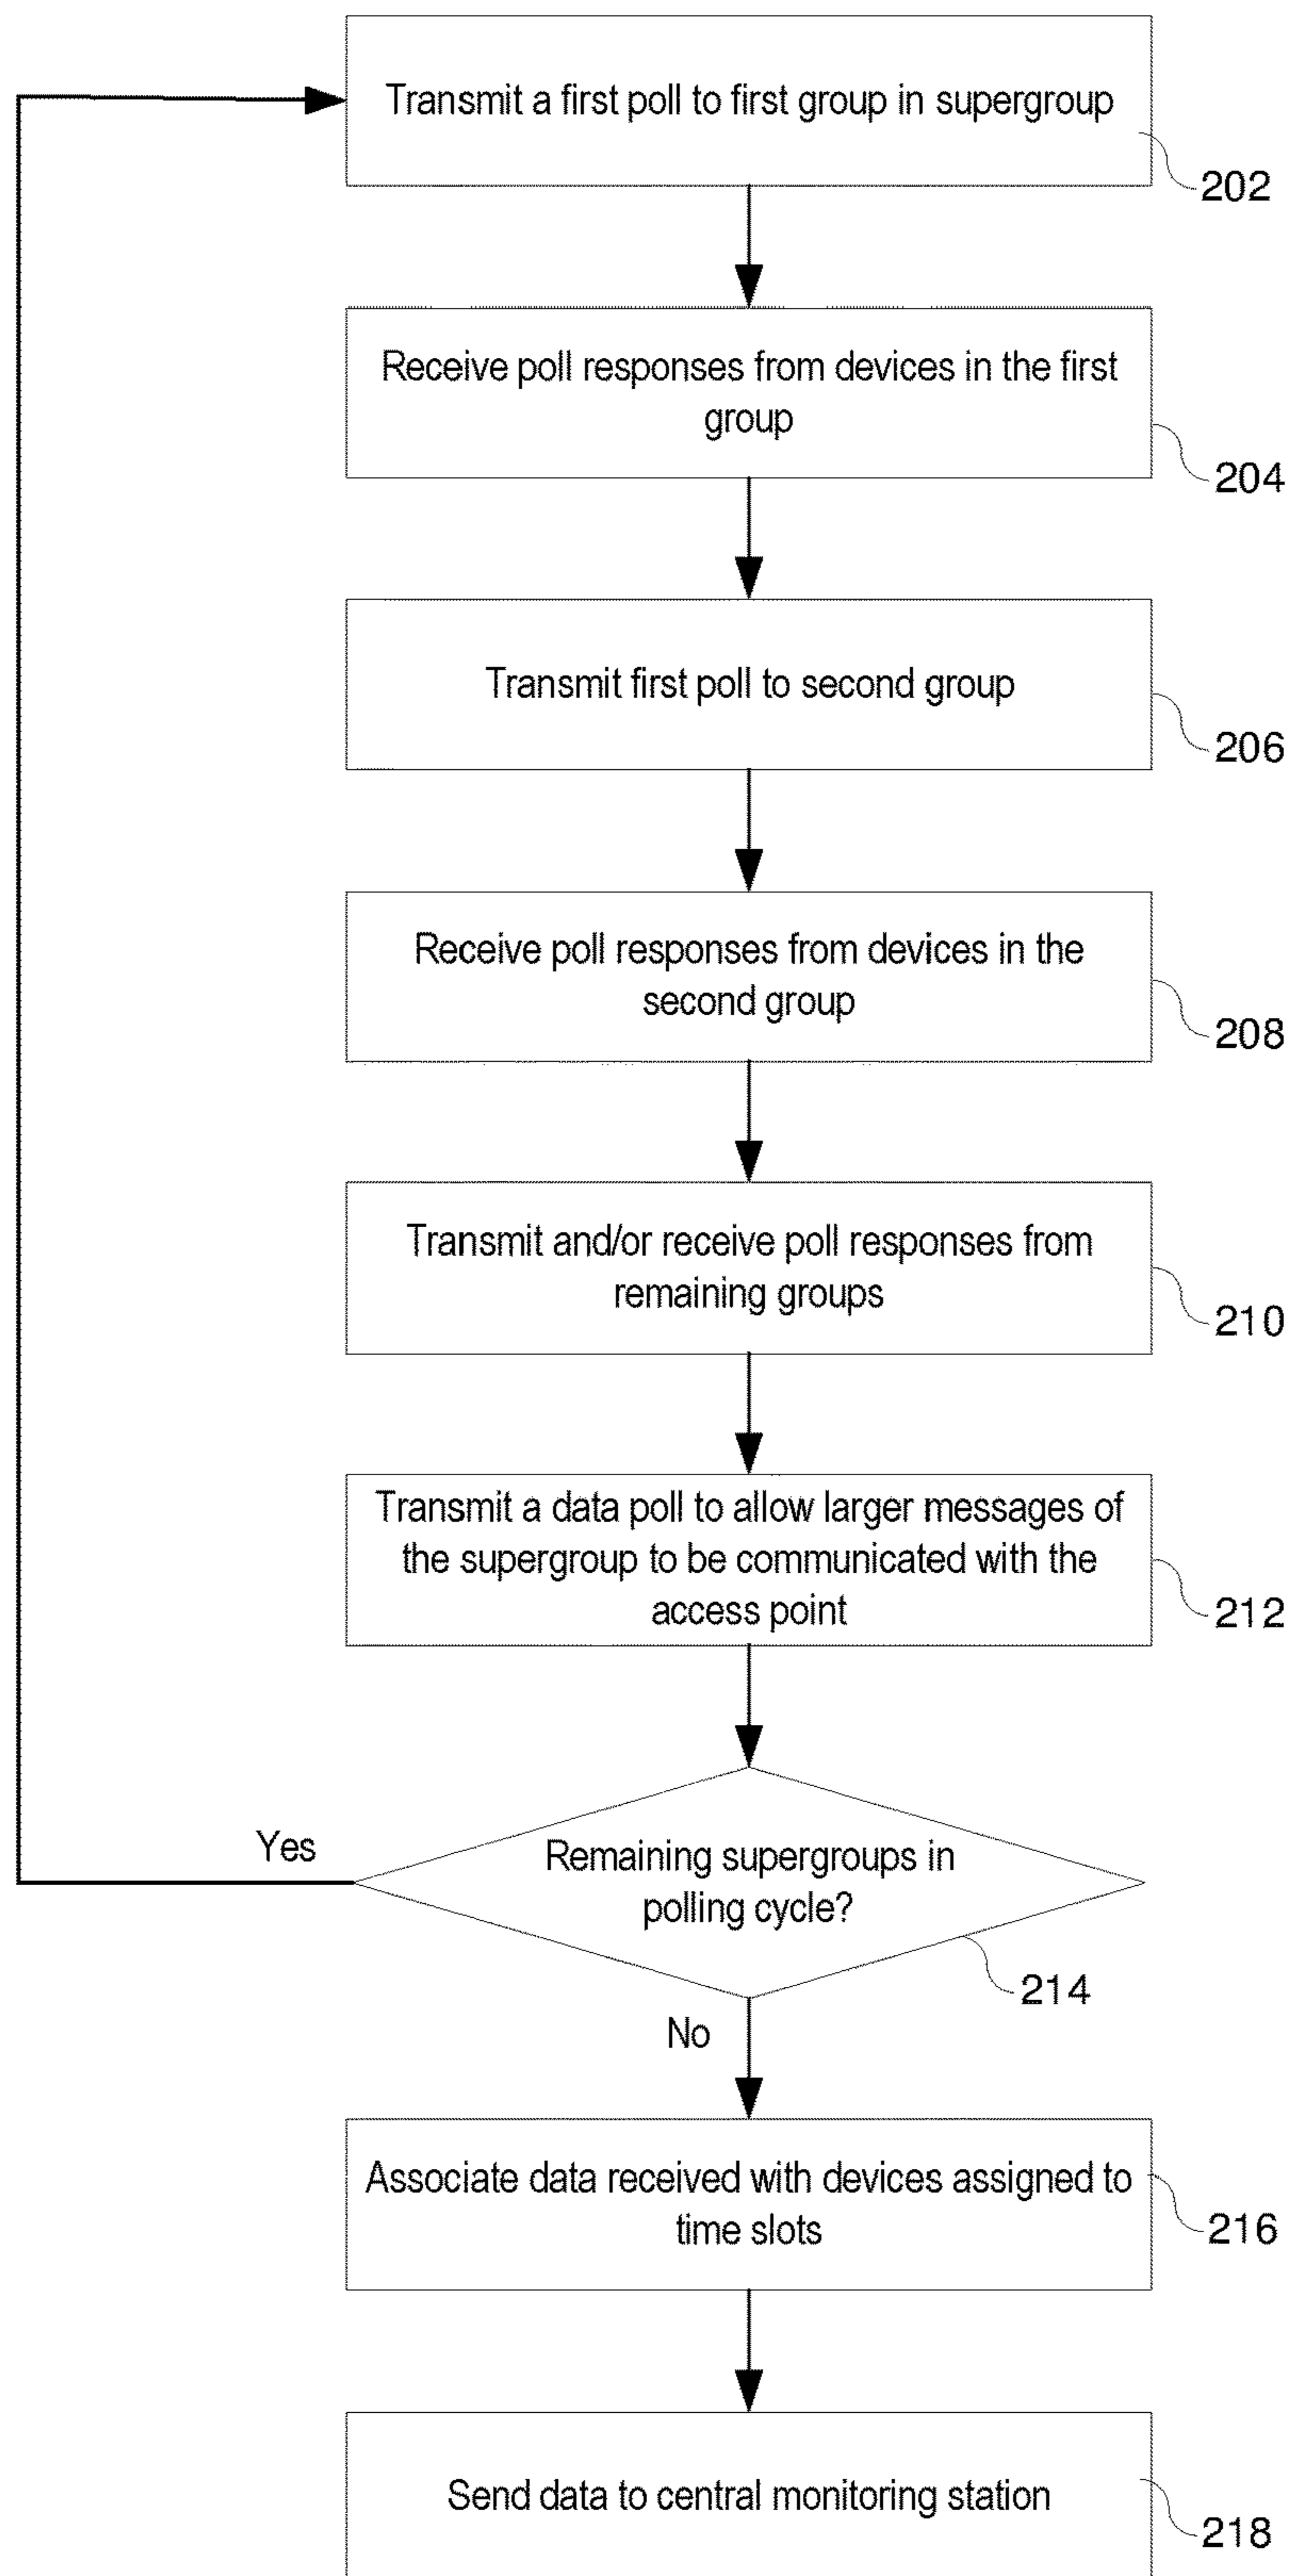 Transmit a first poll to first group in supergroup
202
Receive poll responses from devices in the first
group
204
Transmit first poll to second group
206
Receive poll responses from devices in the
second group
208
Transmit and/or receive poll responses from
remaining groups
210
Transmit a data poll to allow larger messages of
the supergroup to be communicated with the
access point
212
Yes
Remaining supergroups in
polling cycle?
214
No
Associate data received with devices assigned to
time slots
216
Send data to central monitoring station
218